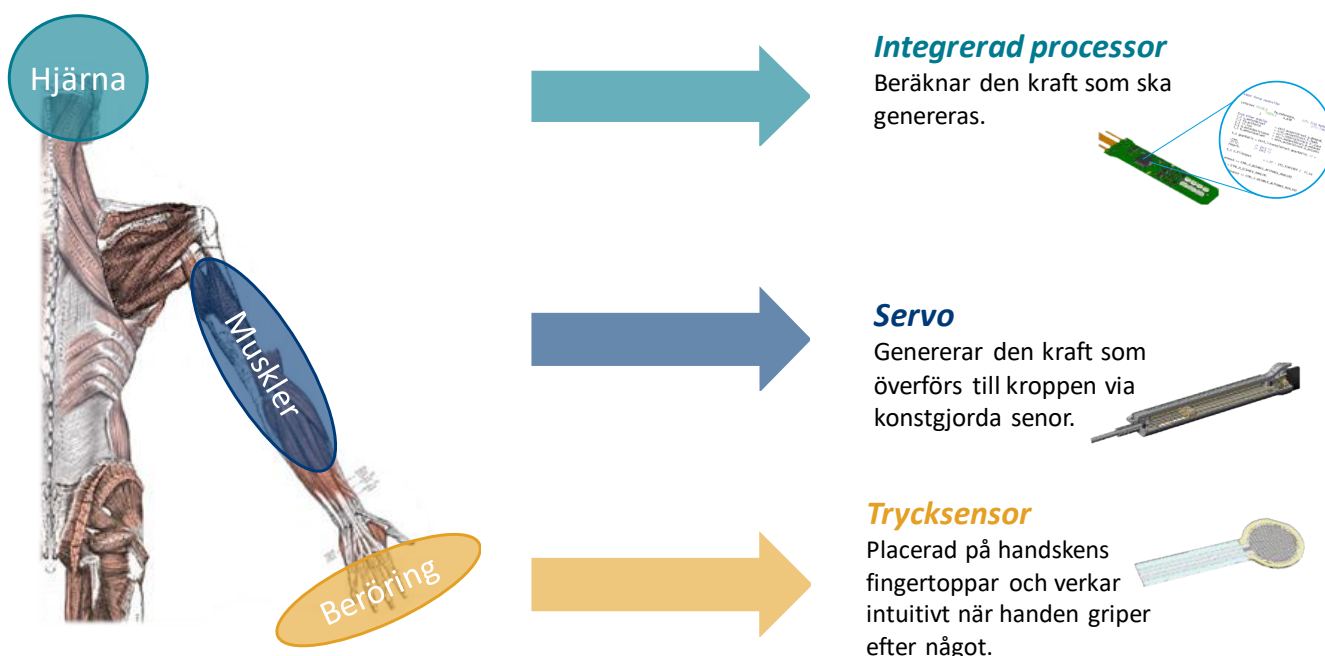 Hjärna
Integrerad processor
Beräknar den kraft som ska
genereras.
Muskler
Servo
Genererar den kraft som
överförs till kroppen via
konstgjorda senor.
Beröring
Trycksensor
Placerad på handskens
fingertoppar och verkar
intuitivt när handen griper
efter något.